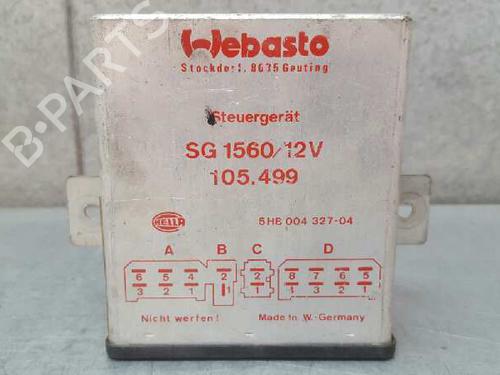 Webasto
Stockdorf, 8035 Gauting
Steuergerät
SG 1560/12V
105.499
HELLA
5HB 004 327-04
A B C D
6 5 4 2 2 8 7 6 5
3 2 1 1 1 1 3 2 1
Nicht werfen! Made in W.-Germany
B-PARTS